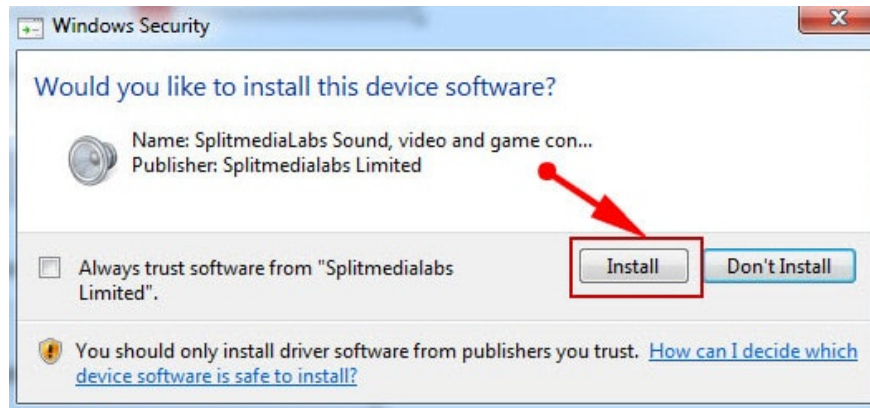 Windows Security
Would you like to install this device software?
Name: SplitmediaLabs Sound, video and game con...
Publisher: Splitmedialabs Limited
Always trust software from "Splitmedialabs
Limited".
Install
Don't Install
You should only install driver software from publishers you trust. How can I decide which
device software is safe to install?